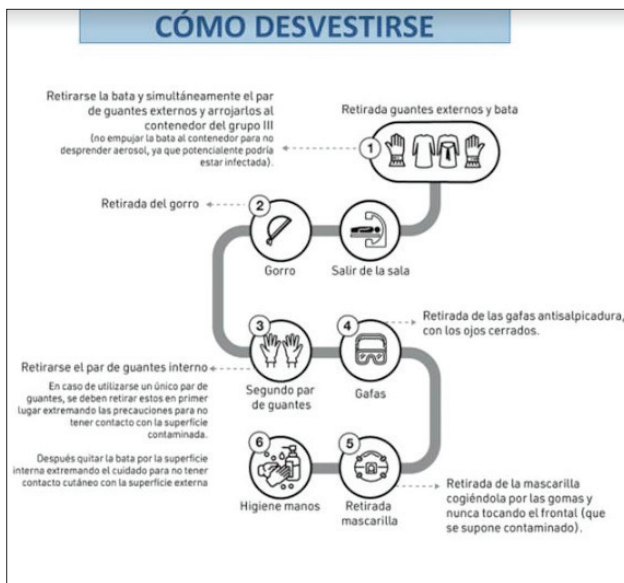 CÓMO DESVESTIRSE
Retirarse la bata y simultáneamente el par
de guantes externos y arrojarlos al
contenedor del grupo III
(no empujar la bata al contenedor para no
desprender aerosol, ya que potencialente podría
estar infectada).
Retirada guantes externos y bata
1
Retirada del gorro
2
Gorro
Salir de la sala
3
Segundo par
de guantes
4
Gafas
Retirada de las gafas antisalpicadura,
con los ojos cerrados.
Retirarse el par de guantes interno
En caso de utilizarse un único par de
guantes, se deben retirar estos en primer
lugar extremando las precauciones para no
tener contacto con la superficie
contaminada.
Después quitar la bata por la superficie
interna extremando el cuidado para no tener
contacto cutáneo con la superficie externa
6
Higiene manos
5
Retirada
mascarilla
Retirada de la mascarilla
cogiéndola por las gomas y
nunca tocando el frontal (que
se supone contaminado).